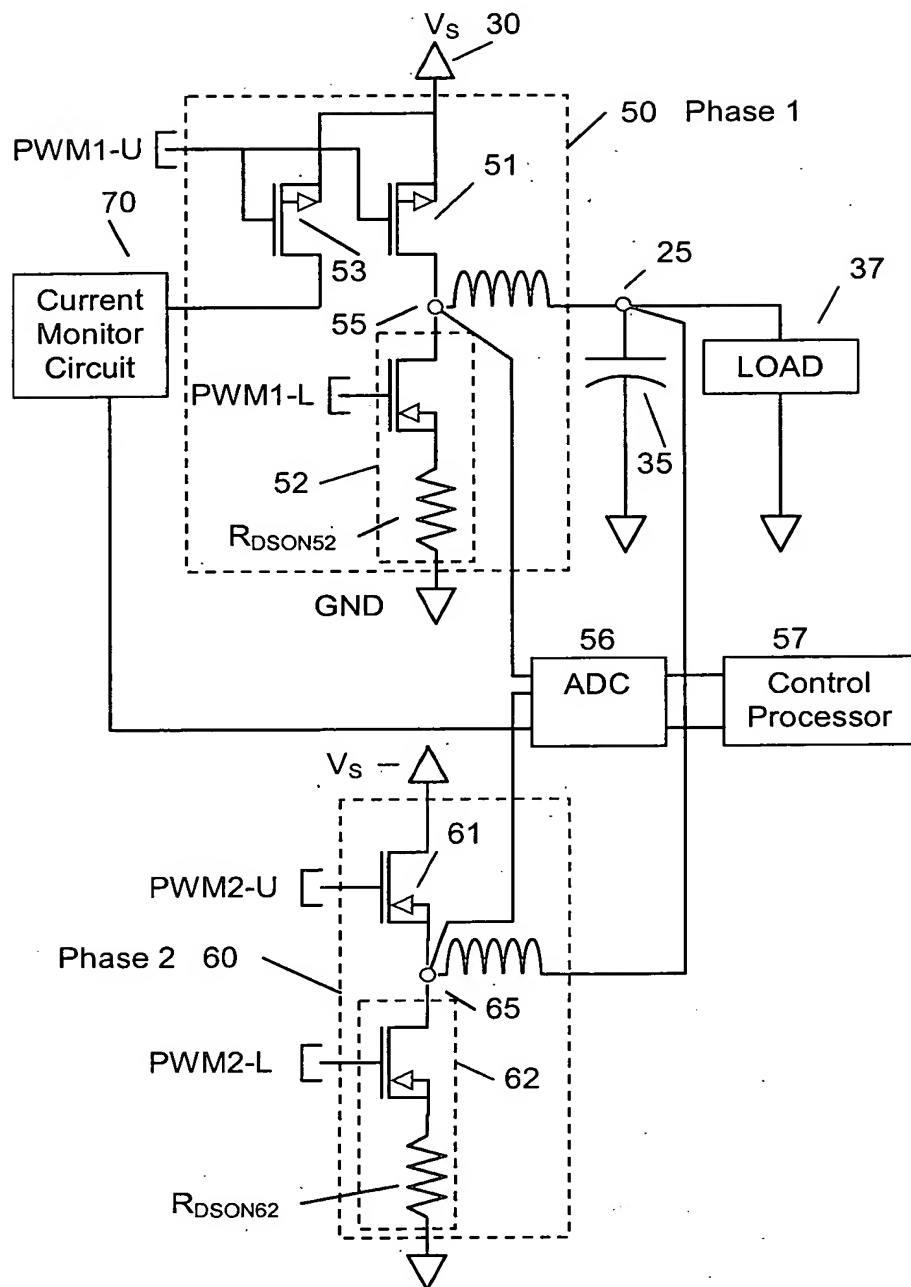 Vs 30
50 Phase 1
PWM1-U
51
70
53
25
37
Current
Monitor
Circuit
55
LOAD
PWM1-L
35
52
RDSON52
GND
56
57
ADC
Control
Processor
Vs
61
PWM2-U
Phase 2 60
65
PWM2-L
62
RDSON62